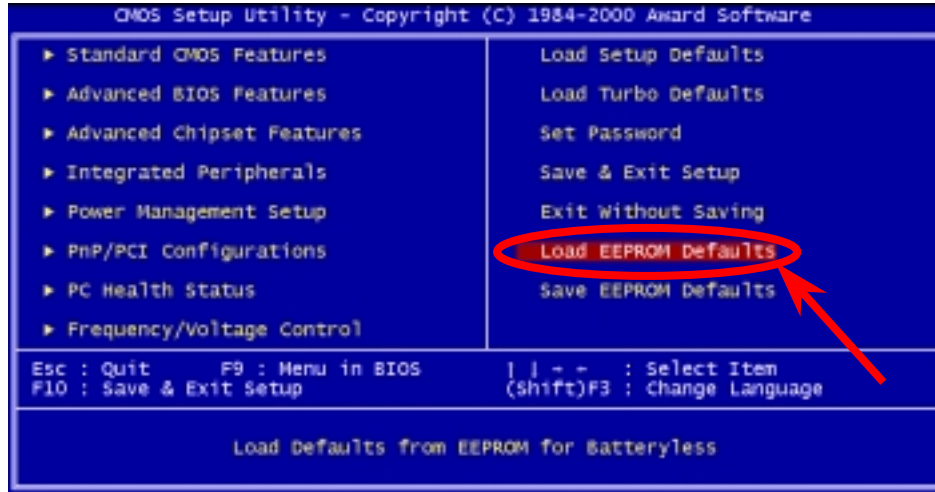 CMOS Setup Utility - Copyright (C) 1984-2000 Award Software
▶ Standard CMOS Features
▶ Advanced BIOS Features
▶ Advanced Chipset Features
▶ Integrated Peripherals
▶ Power Management Setup
▶ PnP/PCI Configurations
▶ PC Health Status
▶ Frequency/Voltage Control
Load Setup Defaults
Load Turbo Defaults
Set Password
Save & Exit Setup
Exit Without Saving
Load EEPROM Defaults
Save EEPROM Defaults
Esc : Quit F9 : Menu in BIOS
F10 : Save & Exit Setup
: Select Item
(Shift)F3 : Change Language
Load Defaults from EEPROM for Batteryless